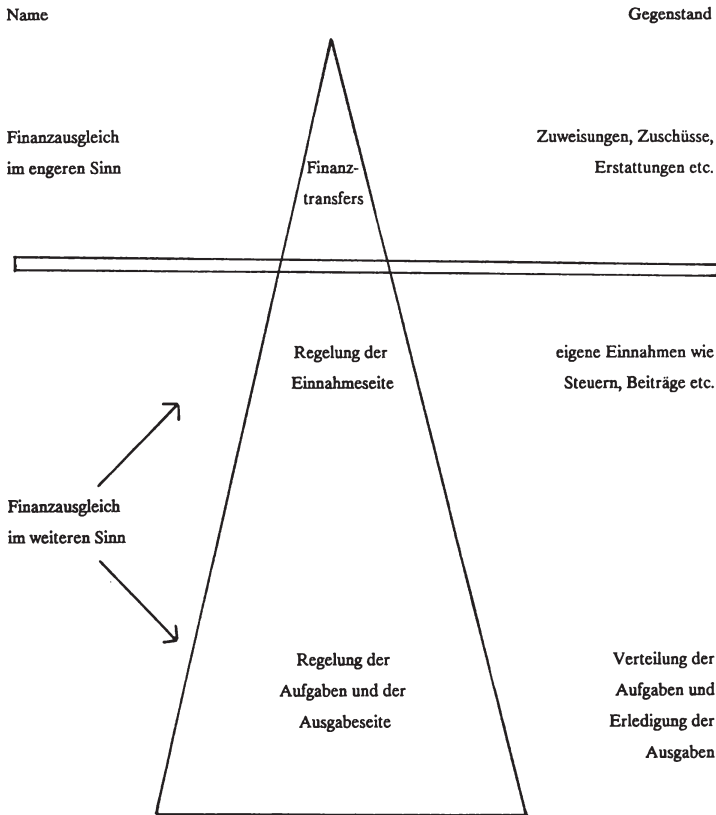 Name
Gegenstand
Finanzausgleich
im engeren Sinn
Finanz-
transfers
Zuweisungen, Zuschüsse,
Erstattungen etc.
Regelung der
Einnahmeseite
eigene Einnahmen wie
Steuern, Beiträge etc.
Finanzausgleich
im weiteren Sinn
Regelung der
Aufgaben und der
Ausgabeseite
Verteilung der
Aufgaben und
Erledigung der
Ausgaben